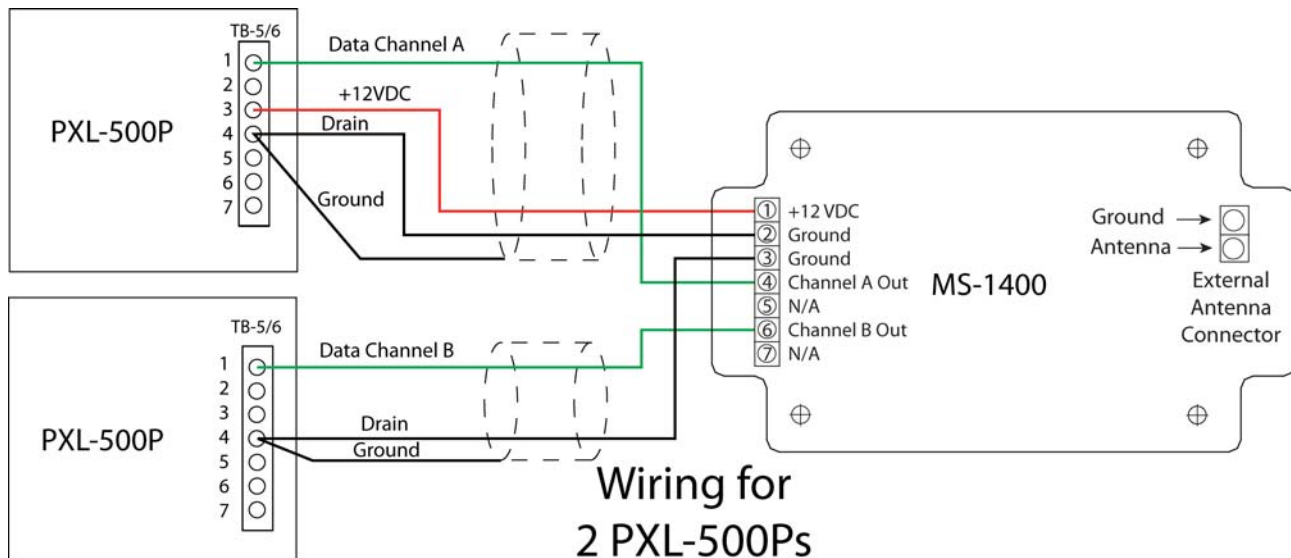 TB-5/6
Data Channel A
1
2
+12VDC
3
Drain
PXL-500P
4
5
6
Ground
7
① +12 VDC
② Ground
③ Ground
④ Channel A Out
⑤ N/A
⑥ Channel B Out
⑦ N/A
MS-1400
Ground
Antenna
External
Antenna
Connector
TB-5/6
Data Channel B
1
2
3
Drain
PXL-500P
4
Ground
5
6
7
Wiring for
2 PXL-500Ps